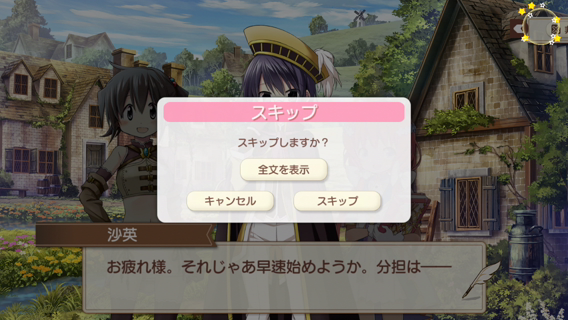 スキップ
スキップしますか？
全文を表示
キャンセル
スキップ
沙英
お疲れ様。それじゃあ早速始めようか。分担は――